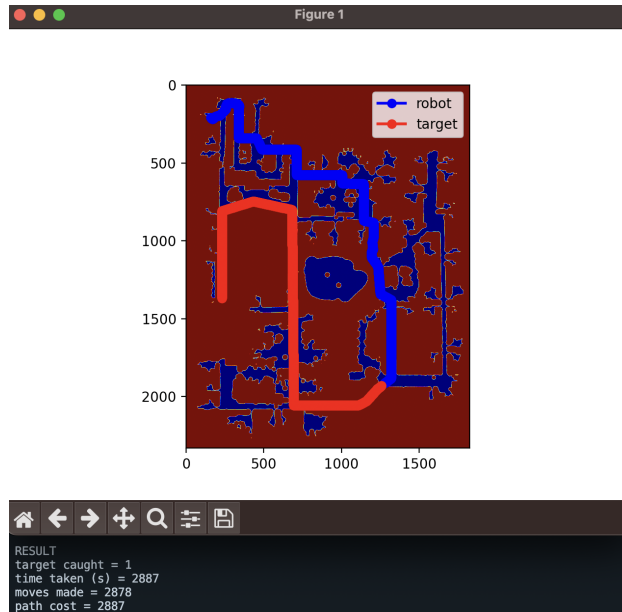 Figure 1
robot
target
0
500
1000
1500
2000
0 500 1000 1500
RESULT
target caught = 1
time taken (s) = 2887
moves made = 2878
path cost = 2887